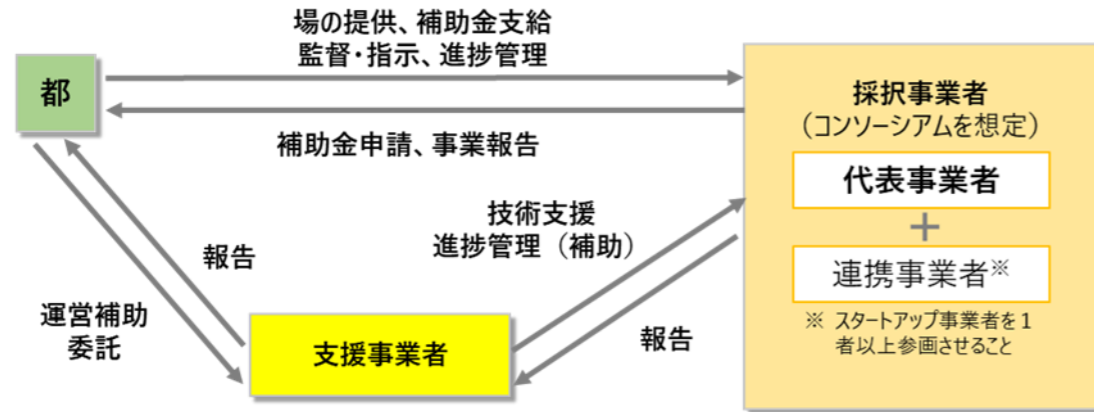 場の提供、補助金支給
監督・指示、進捗管理
都
補助金申請、事業報告
採択事業者
（コンソーシアムを想定）
代表事業者
+
連携事業者※
※ スタートアップ事業者を１
者以上参画させること
技術支援
進捗管理（補助）
報告
運営補助
委託
支援事業者
報告